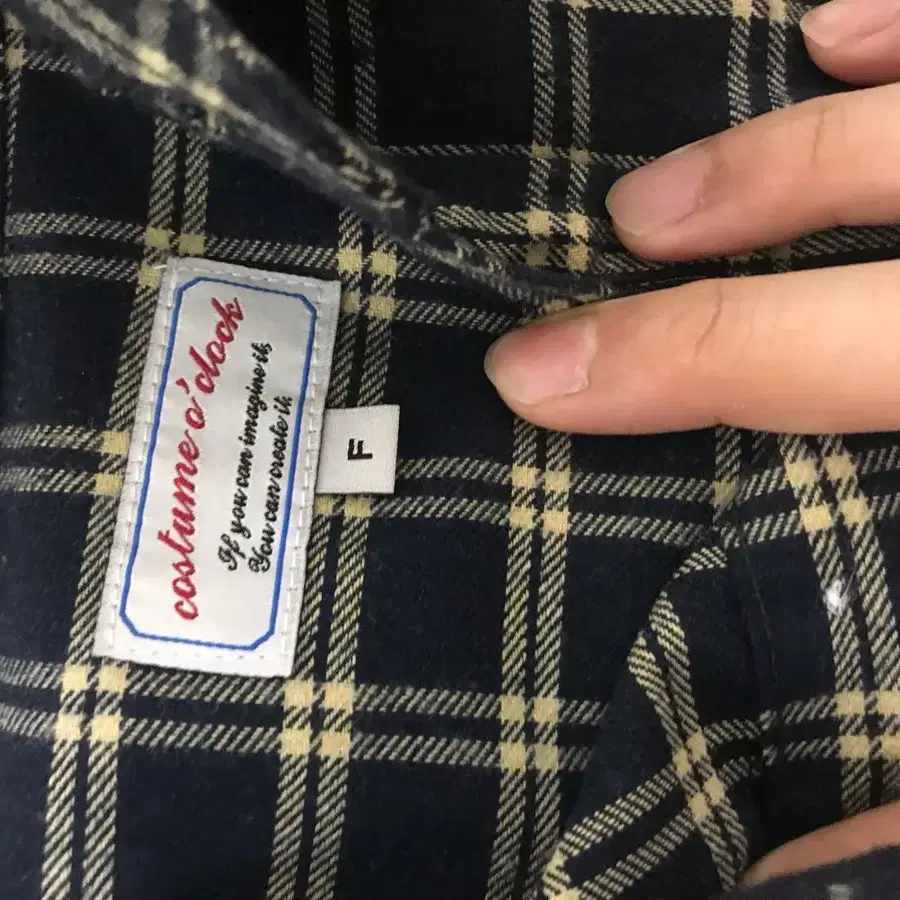 costume o'clock
If you can imagine it,
You can create it.
F